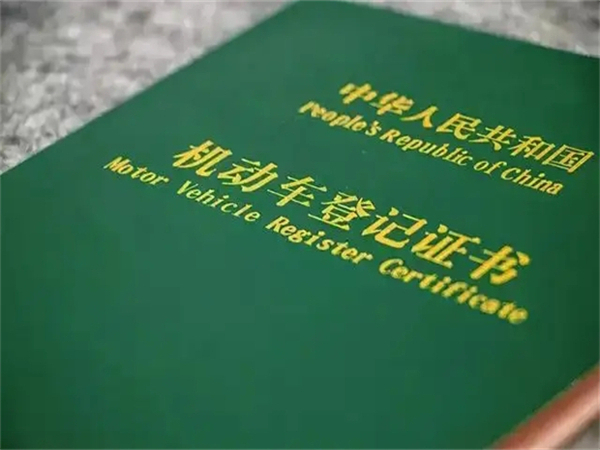 中华人民共和国
People's Republic of China
机动车登记证书
Motor Vehicle Register Certificate